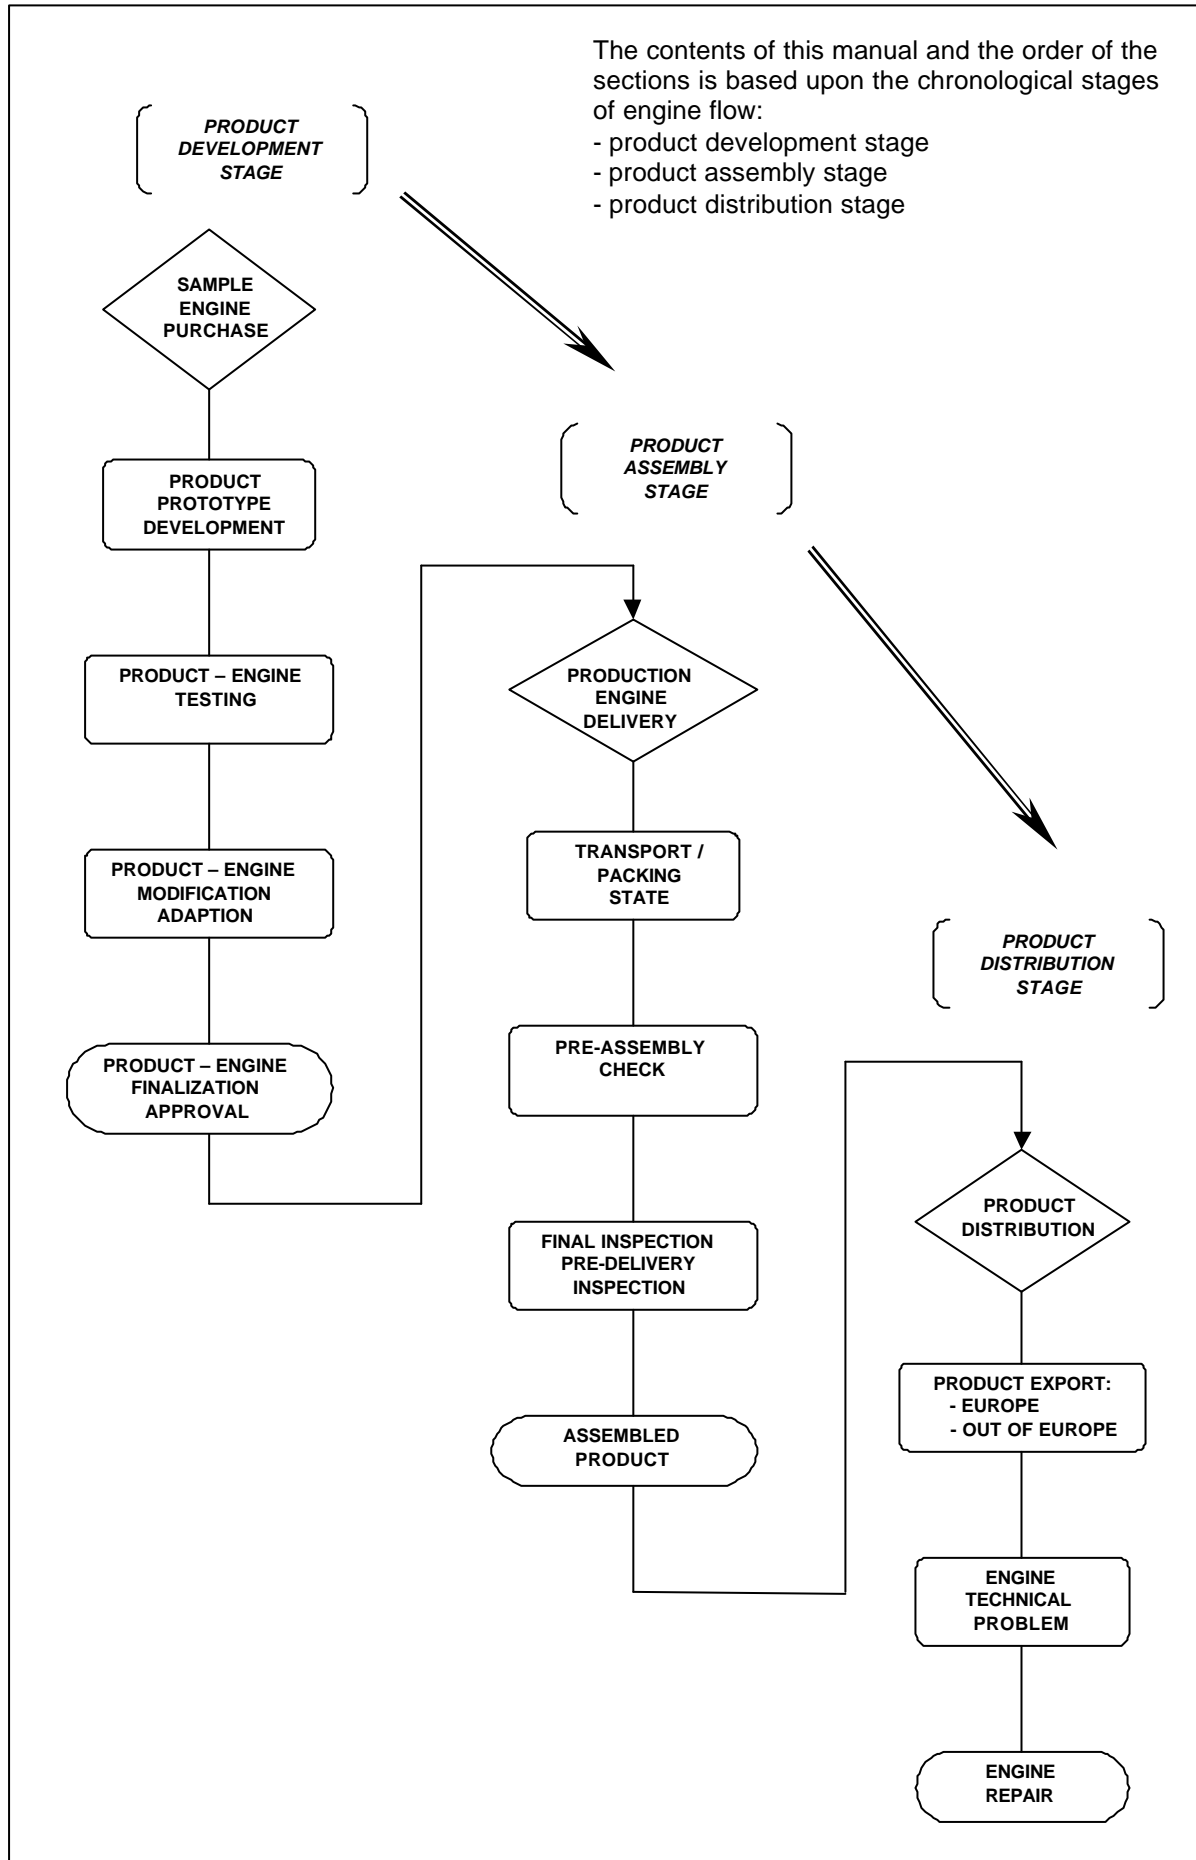 The contents of this manual and the order of the
sections is based upon the chronological stages
of engine flow:
- product development stage
- product assembly stage
- product distribution stage
PRODUCT
DEVELOPMENT
STAGE
SAMPLE
ENGINE
PURCHASE
PRODUCT
PROTOTYPE
DEVELOPMENT
PRODUCT – ENGINE
TESTING
PRODUCT – ENGINE
MODIFICATION
ADAPTION
PRODUCT – ENGINE
FINALIZATION
APPROVAL
PRODUCT
ASSEMBLY
STAGE
PRODUCTION
ENGINE
DELIVERY
TRANSPORT /
PACKING
STATE
PRE-ASSEMBLY
CHECK
FINAL INSPECTION
PRE-DELIVERY
INSPECTION
ASSEMBLED
PRODUCT
PRODUCT
DISTRIBUTION
STAGE
PRODUCT
DISTRIBUTION
PRODUCT EXPORT:
- EUROPE
- OUT OF EUROPE
ENGINE
TECHNICAL
PROBLEM
ENGINE
REPAIR